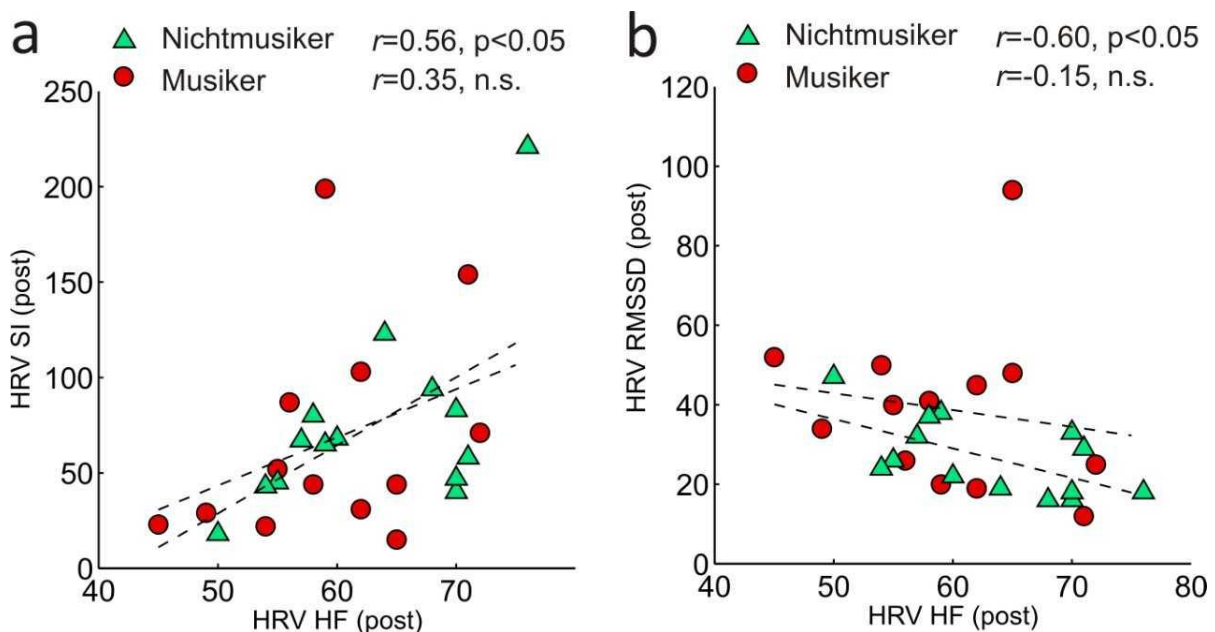 a
Nichtmusiker r=0.56, p<0.05
Musiker r=0.35, n.s.
250
200
150
100
50
0
HRV SI (post)
40 50 60 70
HRV HF (post)
b
Nichtmusiker r=-0.60, p<0.05
Musiker r=-0.15, n.s.
120
100
80
60
40
20
0
HRV RMSSD (post)
40 50 60 70 80
HRV HF (post)